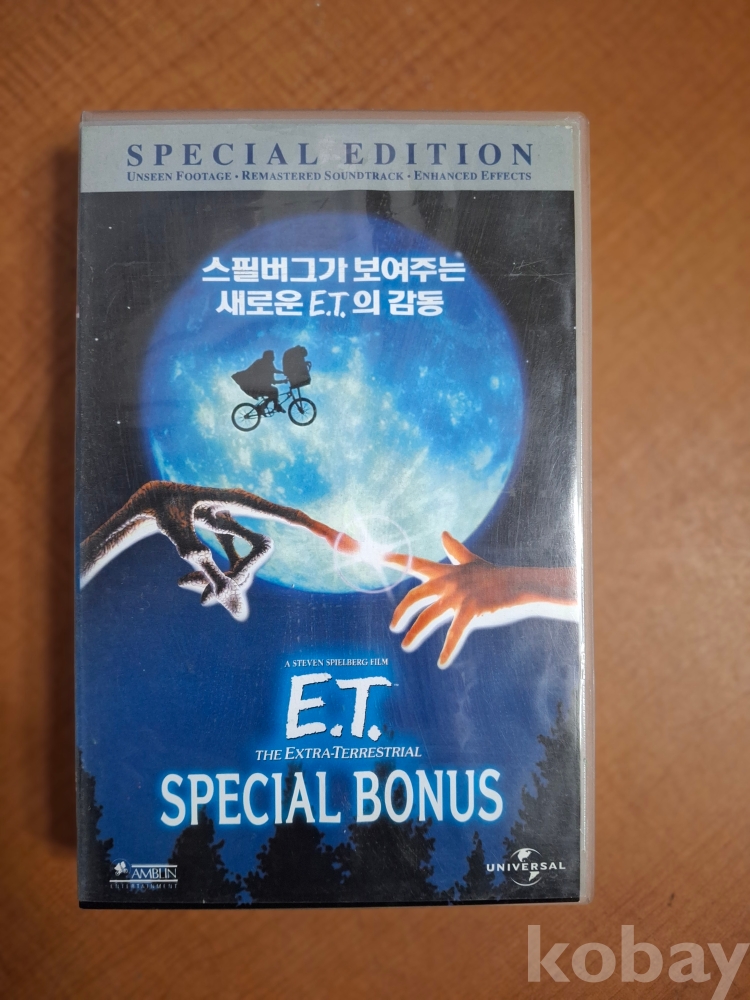 SPECIAL EDITION
UNSEEN FOOTAGE • REMASTERED SOUNDTRACK • ENHANCED EFFECTS
스필버그가 보여주는
새로운 E.T.의 감동
A STEVEN SPIELBERG FILM
E.T.
THE EXTRA-TERRESTRIAL
SPECIAL BONUS
AMBLIN
ENTERTAINMENT
UNIVERSAL
kobay